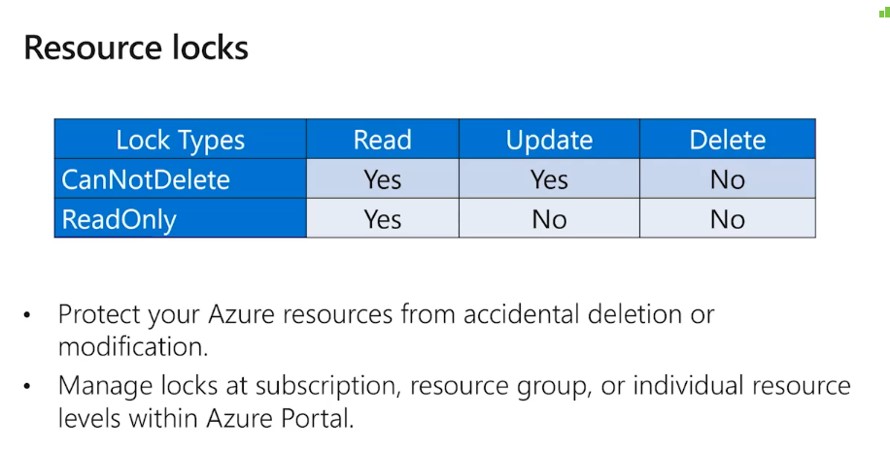 Resource locks
Lock Types Read Update Delete
CanNotDelete Yes Yes No
ReadOnly Yes No No
• Protect your Azure resources from accidental deletion or
modification.
• Manage locks at subscription, resource group, or individual resource
levels within Azure Portal.